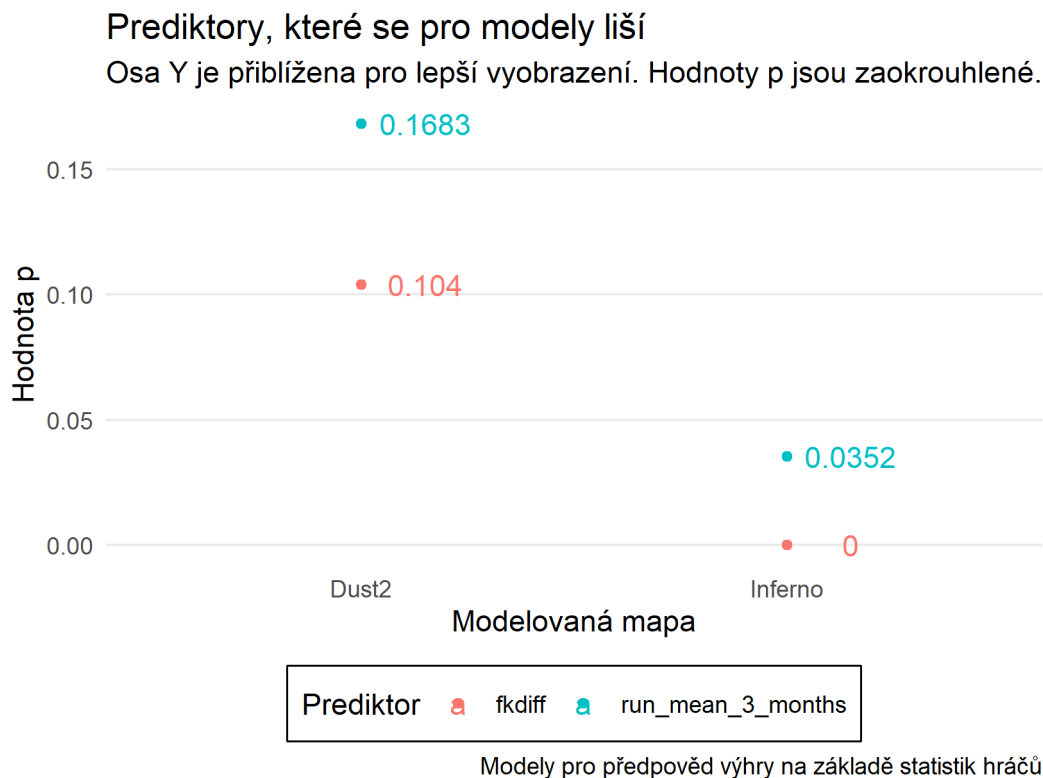 Prediktory, které se pro modely liší
Osa Y je přiblížena pro lepší vyobrazení. Hodnoty p jsou zaokrouhlené.
0.1683
0.15
0.104
0.10
Hodnota p
0.05
0.0352
0.00
0
Dust2
Inferno
Modelovaná mapa
Prediktor a fkdiff a run_mean_3_months
Modely pro předpověd výhry na základě statistik hráčů